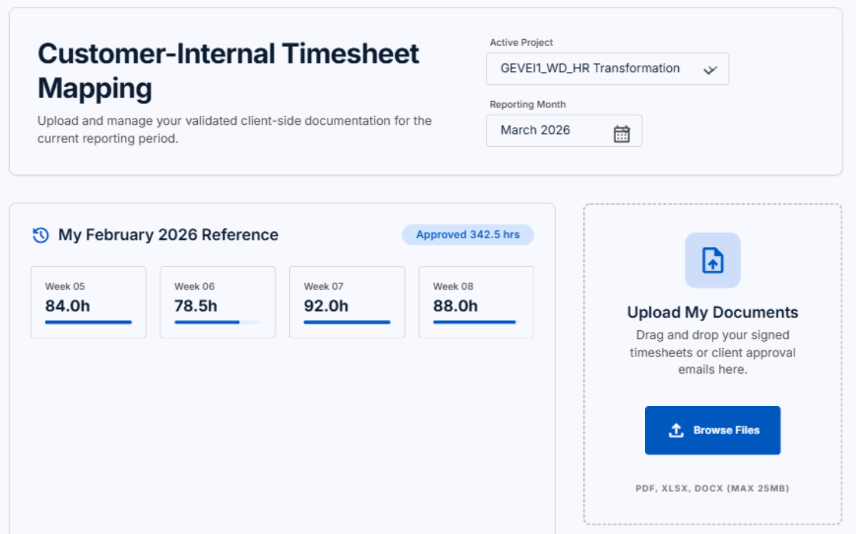 Customer-Internal Timesheet
Mapping
Upload and manage your validated client-side documentation for the
current reporting period.
Active Project
GEVEI1_WD_HR Transformation
Reporting Month
March 2026
My February 2026 Reference
Approved 342.5 hrs
Week 05
84.0h
Week 06
78.5h
Week 07
92.0h
Week 08
88.0h
Upload My Documents
Drag and drop your signed
timesheets or client approval
emails here.
Browse Files
PDF, XLSX, DOCX (MAX 25MB)